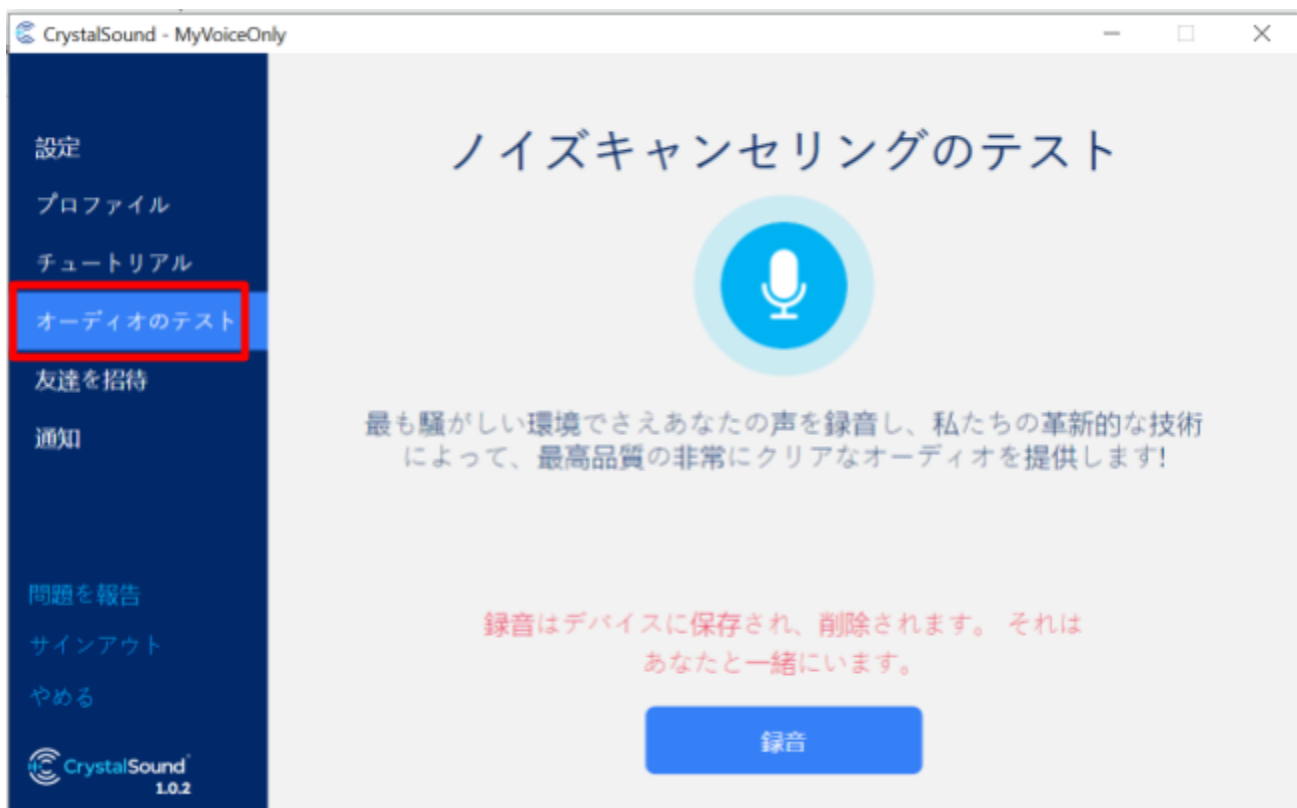 CrystalSound - MyVoiceOnly
設定
プロファイル
チュートリアル
オーディオのテスト
友達を招待
通知
問題を報告
サインアウト
やめる
CrystalSound
1.0.2
ノイズキャンセリングのテスト
最も騒がしい環境でさえあなたの声を録音し、私たちの革新的な技術
によって、最高品質の非常にクリアなオーディオを提供します!
録音はデバイスに保存され、削除されます。 それは
あなたと一緒にいます。
録音